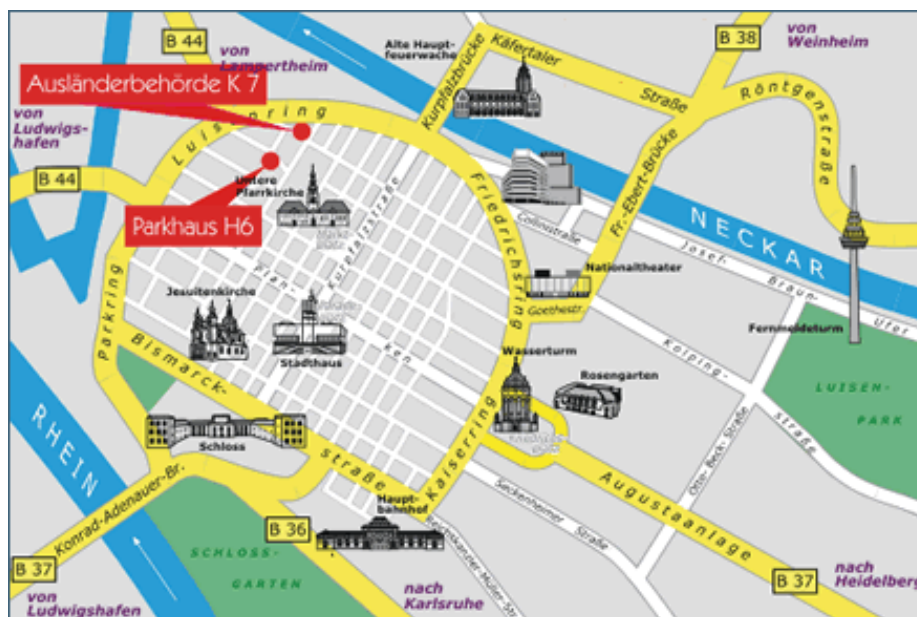 B 44
von
Lampertheim
Alte Haupt-
feuerwache
Käfertaler
Straße
B 38
von
Weinheim
Röntgenstraße
Ausländerbehörde K 7
Kurpfalzbrücke
von
Ludwigs-
hafen
Luisenring
B 44
Untere
Pfarrkirche
Parkhaus H6
Kurpfalzstraße
Friedrichsring
Collinistraße
Fr.-Ebert-Brücke
NECKAR
Josef-
Braun-
Ufer
Nationaltheater
Goethestr.
Fernmeldeturm
Parkring
Jesuitenkirche
Plan-
ken
Stadthaus
Bismarck-
straße
Wasserturm
Rosengarten
Kolping-
straße
LUISEN-
PARK
RHEIN
Schloss
Kaiserring
Otto-Beck-Straße
Augustaanlage
Seckenheimer Straße
Konrad-Adenauer-Br.
Haupt-
bahnhof
Reichskanzler-Müller-Str.
B 36
SCHLOSS-
GARTEN
B 37
von
Ludwigshafen
nach
Karlsruhe
B 37
nach
Heidelberg